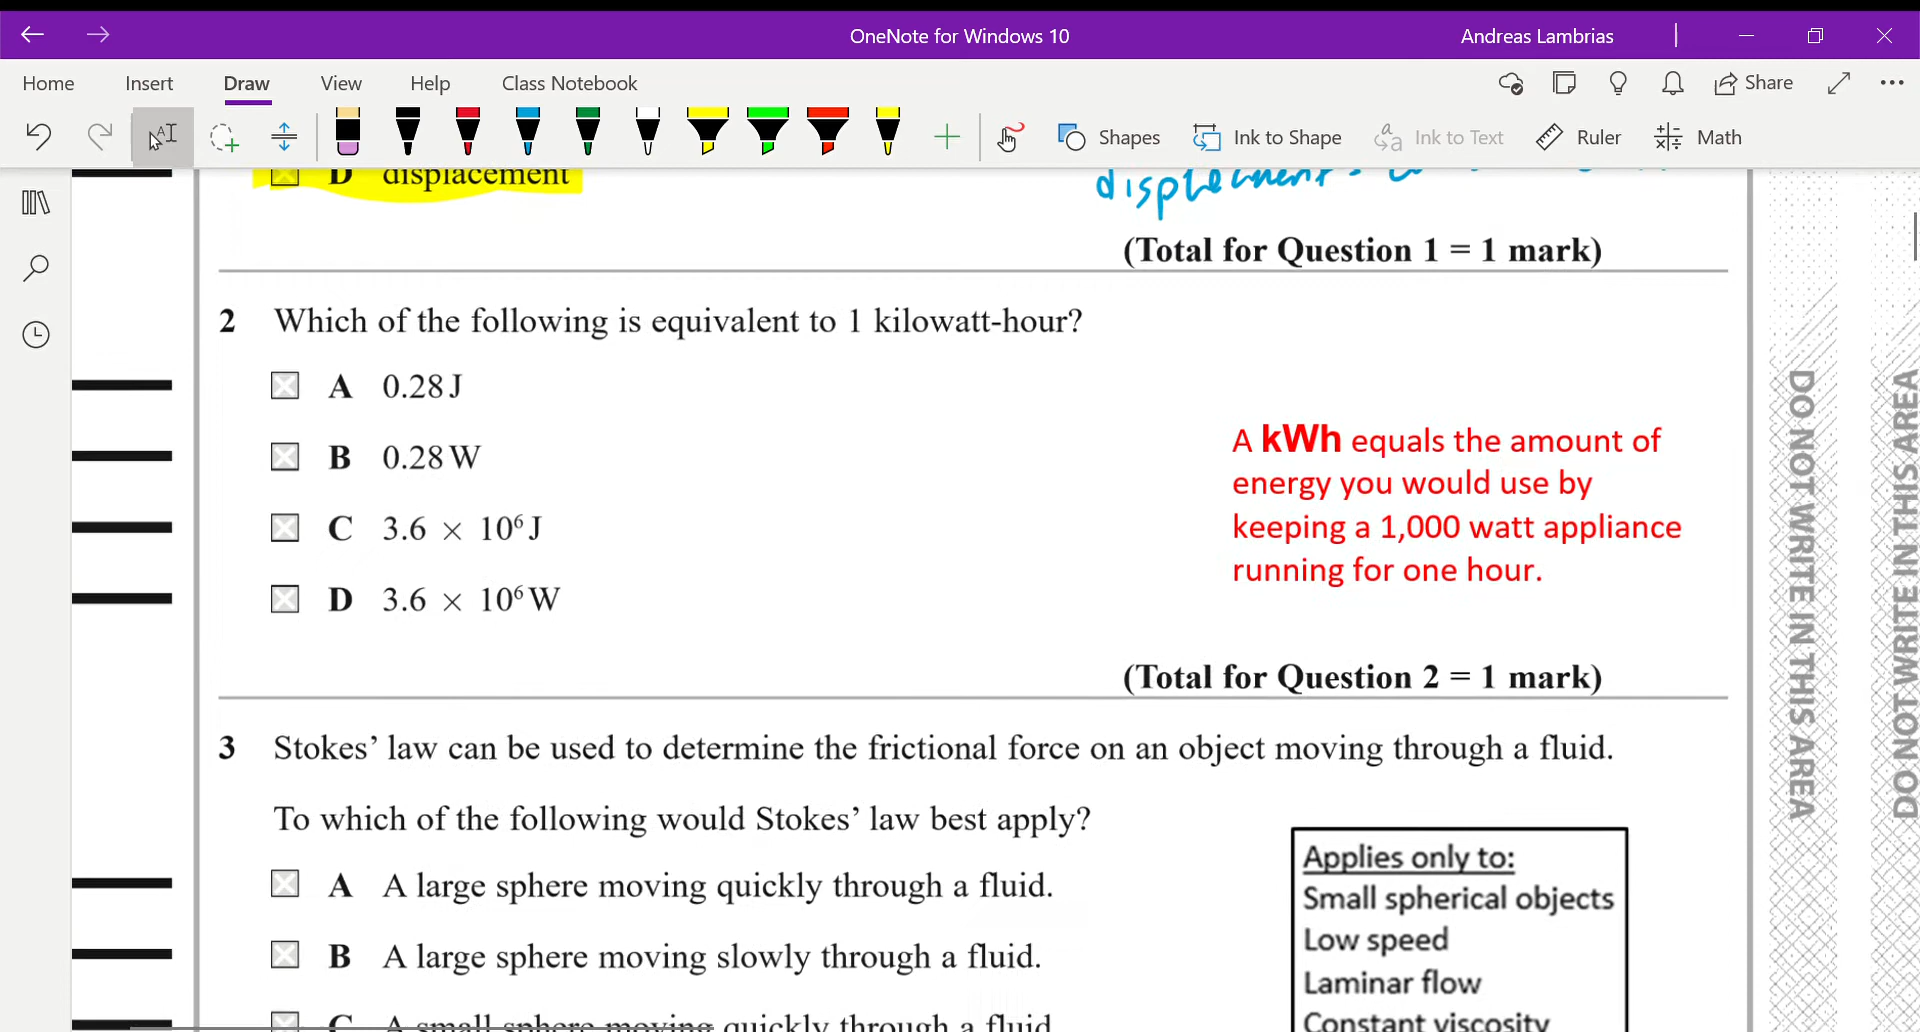 OneNote for Windows 10
Andreas Lambrias
Home Insert Draw View Help Class Notebook
Share
Shapes Ink to Shape Ink to Text Ruler Math
D displacement
(Total for Question 1 = 1 mark)
2 Which of the following is equivalent to 1 kilowatt-hour?
A 0.28 J
B 0.28 W
C 3.6 × 10⁶ J
D 3.6 × 10⁶ W
A kWh equals the amount of
energy you would use by
keeping a 1,000 watt appliance
running for one hour.
(Total for Question 2 = 1 mark)
3 Stokes’ law can be used to determine the frictional force on an object moving through a fluid.
To which of the following would Stokes’ law best apply?
A A large sphere moving quickly through a fluid.
B A large sphere moving slowly through a fluid.
C A small sphere moving quickly through a fluid
Applies only to:
Small spherical objects
Low speed
Laminar flow
Constant viscosity
DO NOT WRITE IN THIS AREA
DO NOT WRITE IN THIS AREA